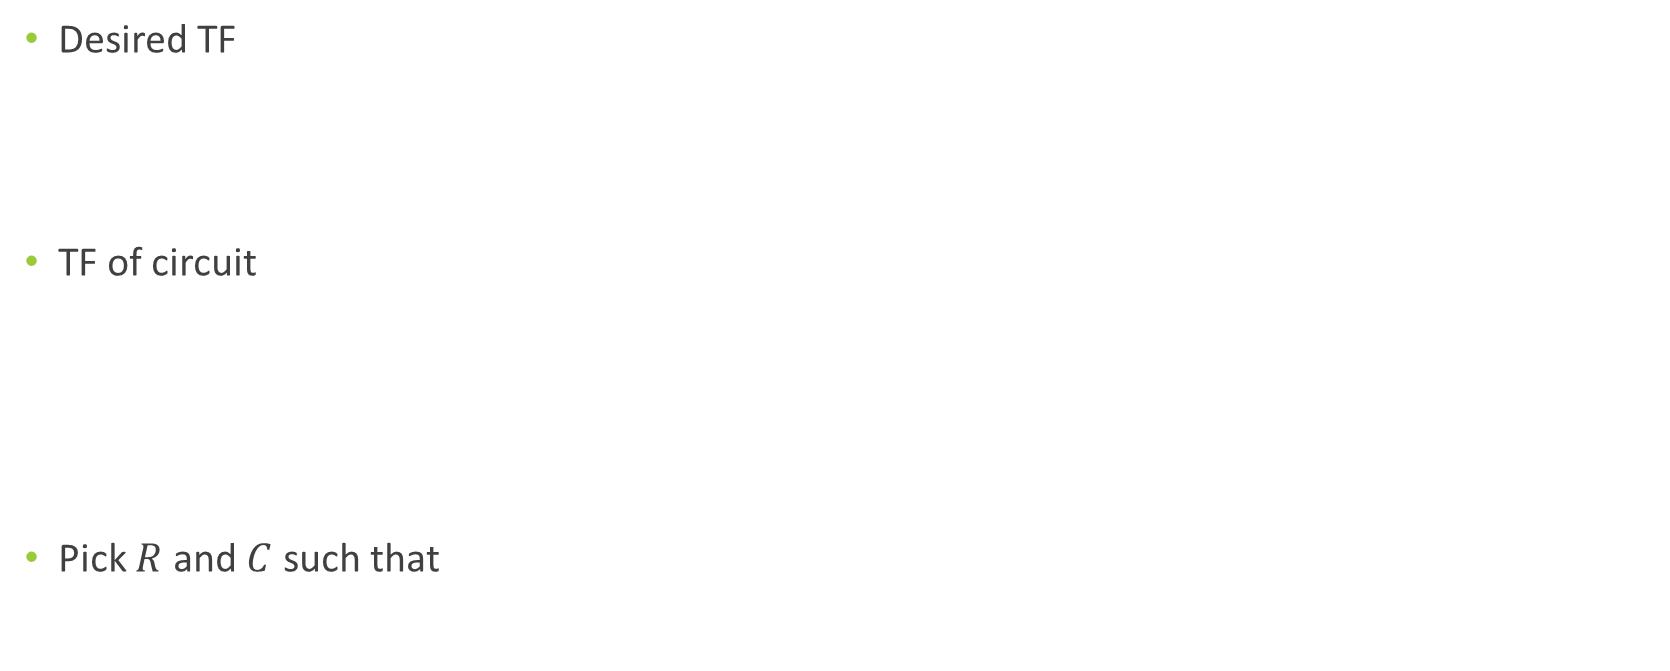 • Desired TF
• TF of circuit
• Pick R and C such that